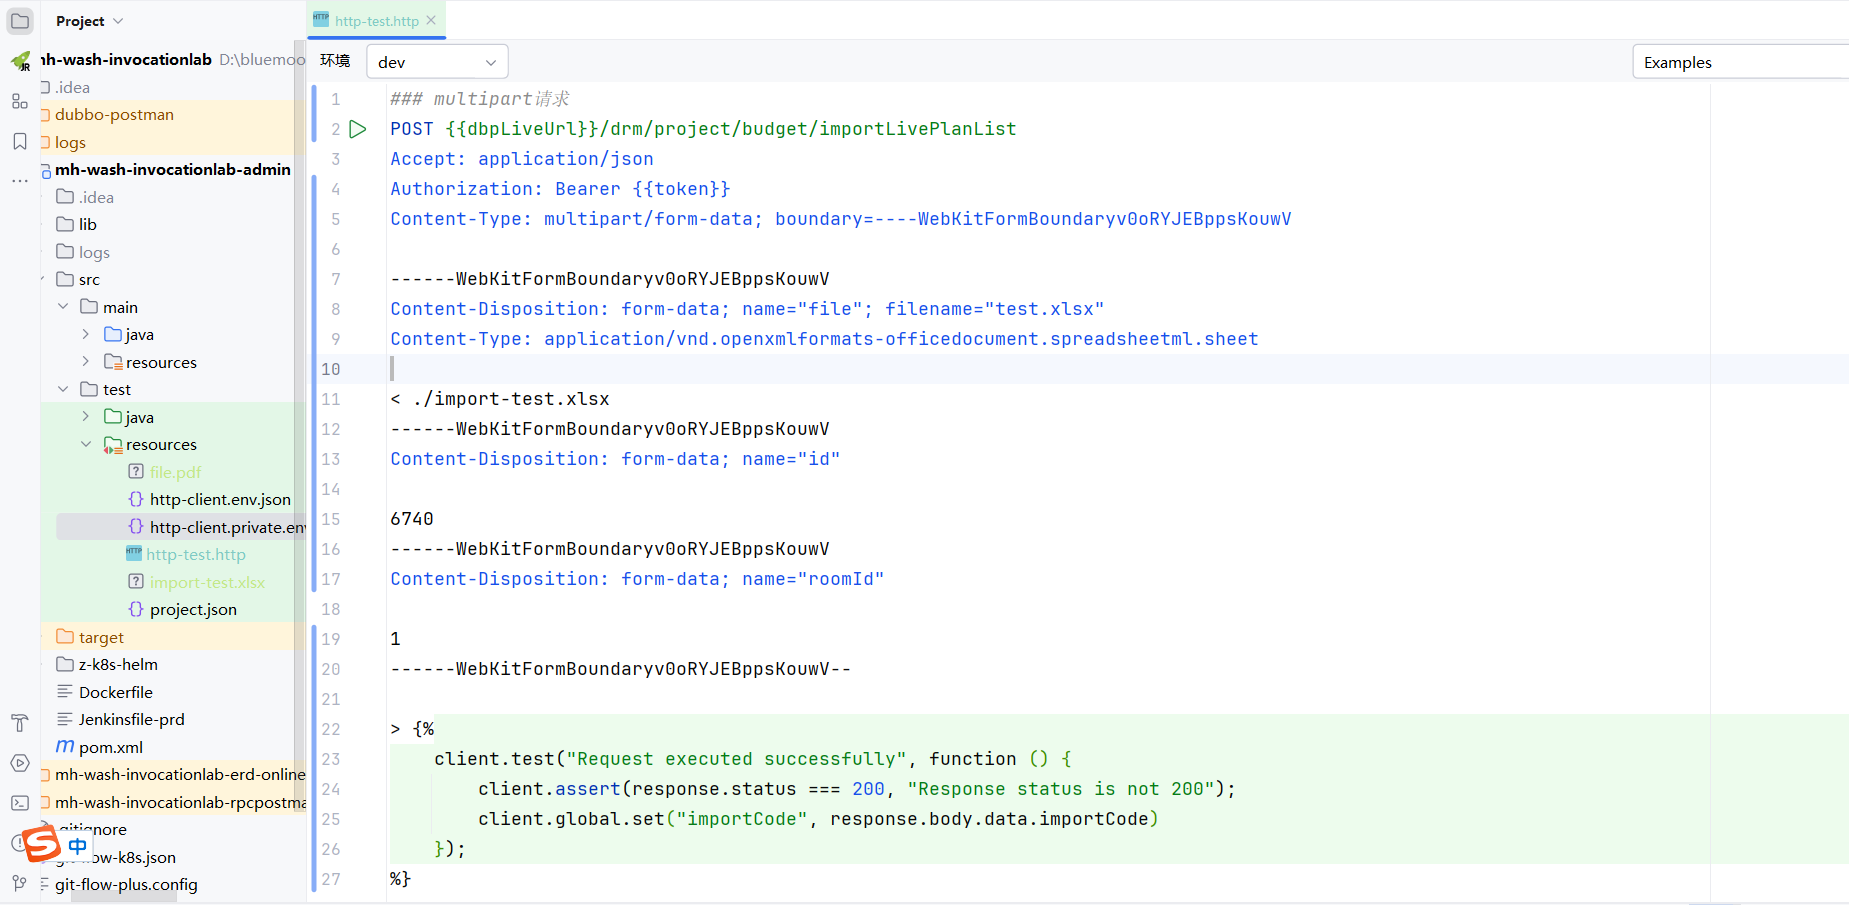 Project
http-test.http
mh-wash-invocationlab D:\bluemoo
环境
dev
Examples
.idea
dubbo-postman
logs
mh-wash-invocationlab-admin
.idea
lib
logs
src
main
java
resources
test
java
resources
file.pdf
http-client.env.json
http-client.private.env
http-test.http
import-test.xlsx
project.json
target
z-k8s-helm
Dockerfile
Jenkinsfile-prd
pom.xml
mh-wash-invocationlab-erd-online
mh-wash-invocationlab-rpcpostma
.gitignore
git-flow-k8s.json
git-flow-plus.config
中
1 ### multipart请求
2 POST {{dbpLiveUrl}}/drm/project/budget/importLivePlanList
3 Accept: application/json
4 Authorization: Bearer {{token}}
5 Content-Type: multipart/form-data; boundary=----WebKitFormBoundaryv0oRYJEBppsKouwV
6
7 ------WebKitFormBoundaryv0oRYJEBppsKouwV
8 Content-Disposition: form-data; name="file"; filename="test.xlsx"
9 Content-Type: application/vnd.openxmlformats-officedocument.spreadsheetml.sheet
10
11 < ./import-test.xlsx
12 ------WebKitFormBoundaryv0oRYJEBppsKouwV
13 Content-Disposition: form-data; name="id"
14
15 6740
16 ------WebKitFormBoundaryv0oRYJEBppsKouwV
17 Content-Disposition: form-data; name="roomId"
18
19 1
20 ------WebKitFormBoundaryv0oRYJEBppsKouwV--
21
22 > {%
23 client.test("Request executed successfully", function () {
24 client.assert(response.status === 200, "Response status is not 200");
25 client.global.set("importCode", response.body.data.importCode)
26 });
27 %}